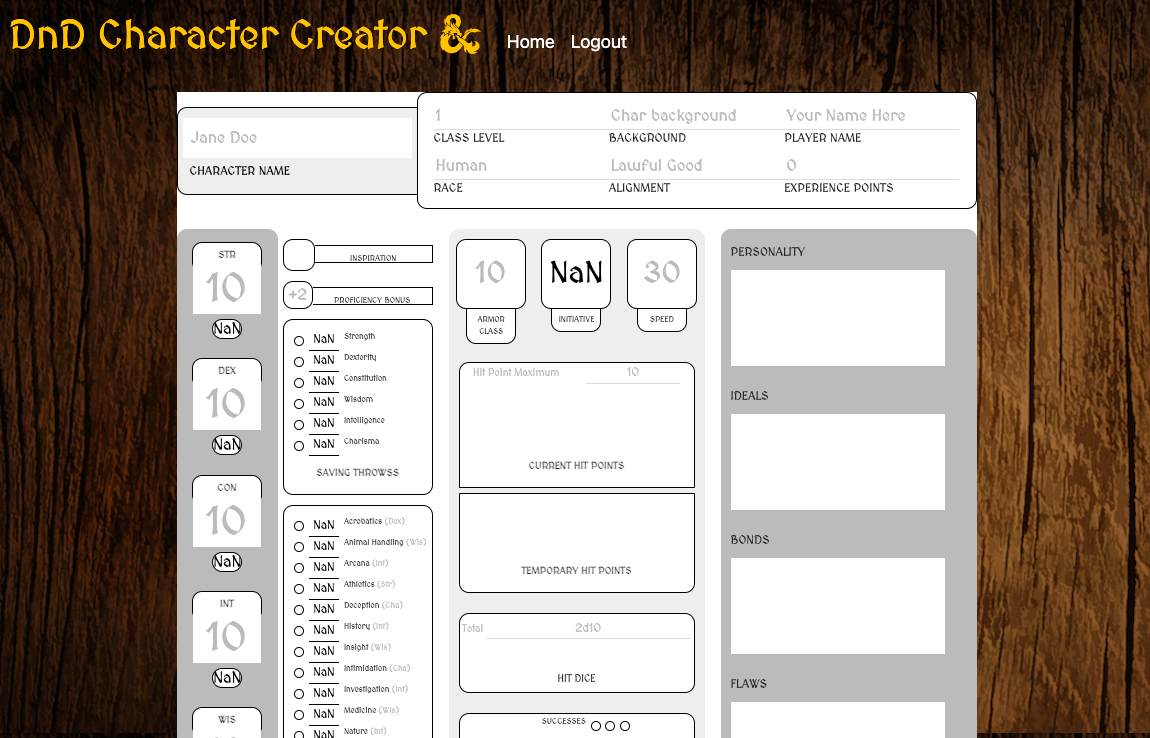 DnD Character Creator &
Home Logout
Jane Doe
CHARACTER NAME
1 Char background Your Name Here
CLASS LEVEL BACKGROUND PLAYER NAME
Human Lawful Good 0
RACE ALIGNMENT EXPERIENCE POINTS
STR
10
NaN
DEX
10
NaN
CON
10
NaN
INT
10
NaN
WIS
INSPIRATION
+2
PROFICIENCY BONUS
NaN Strength
NaN Dexterity
NaN Constitution
NaN Wisdom
NaN Intelligence
NaN Charisma
SAVING THROWSS
NaN Acrobatics (Dex)
NaN Animal Handling (Wis)
NaN Arcana (Int)
NaN Athletics (Str)
NaN Deception (Cha)
NaN History (Int)
NaN Insight (Wis)
NaN Intimidation (Cha)
NaN Investigation (Int)
NaN Medicine (Wis)
NaN Nature (Int)
10 NaN 30
ARMOR CLASS INITIATIVE SPEED
Hit Point Maximum 10
CURRENT HIT POINTS
TEMPORARY HIT POINTS
Total 2d10
HIT DICE
SUCCESSES
PERSONALITY
IDEALS
BONDS
FLAWS